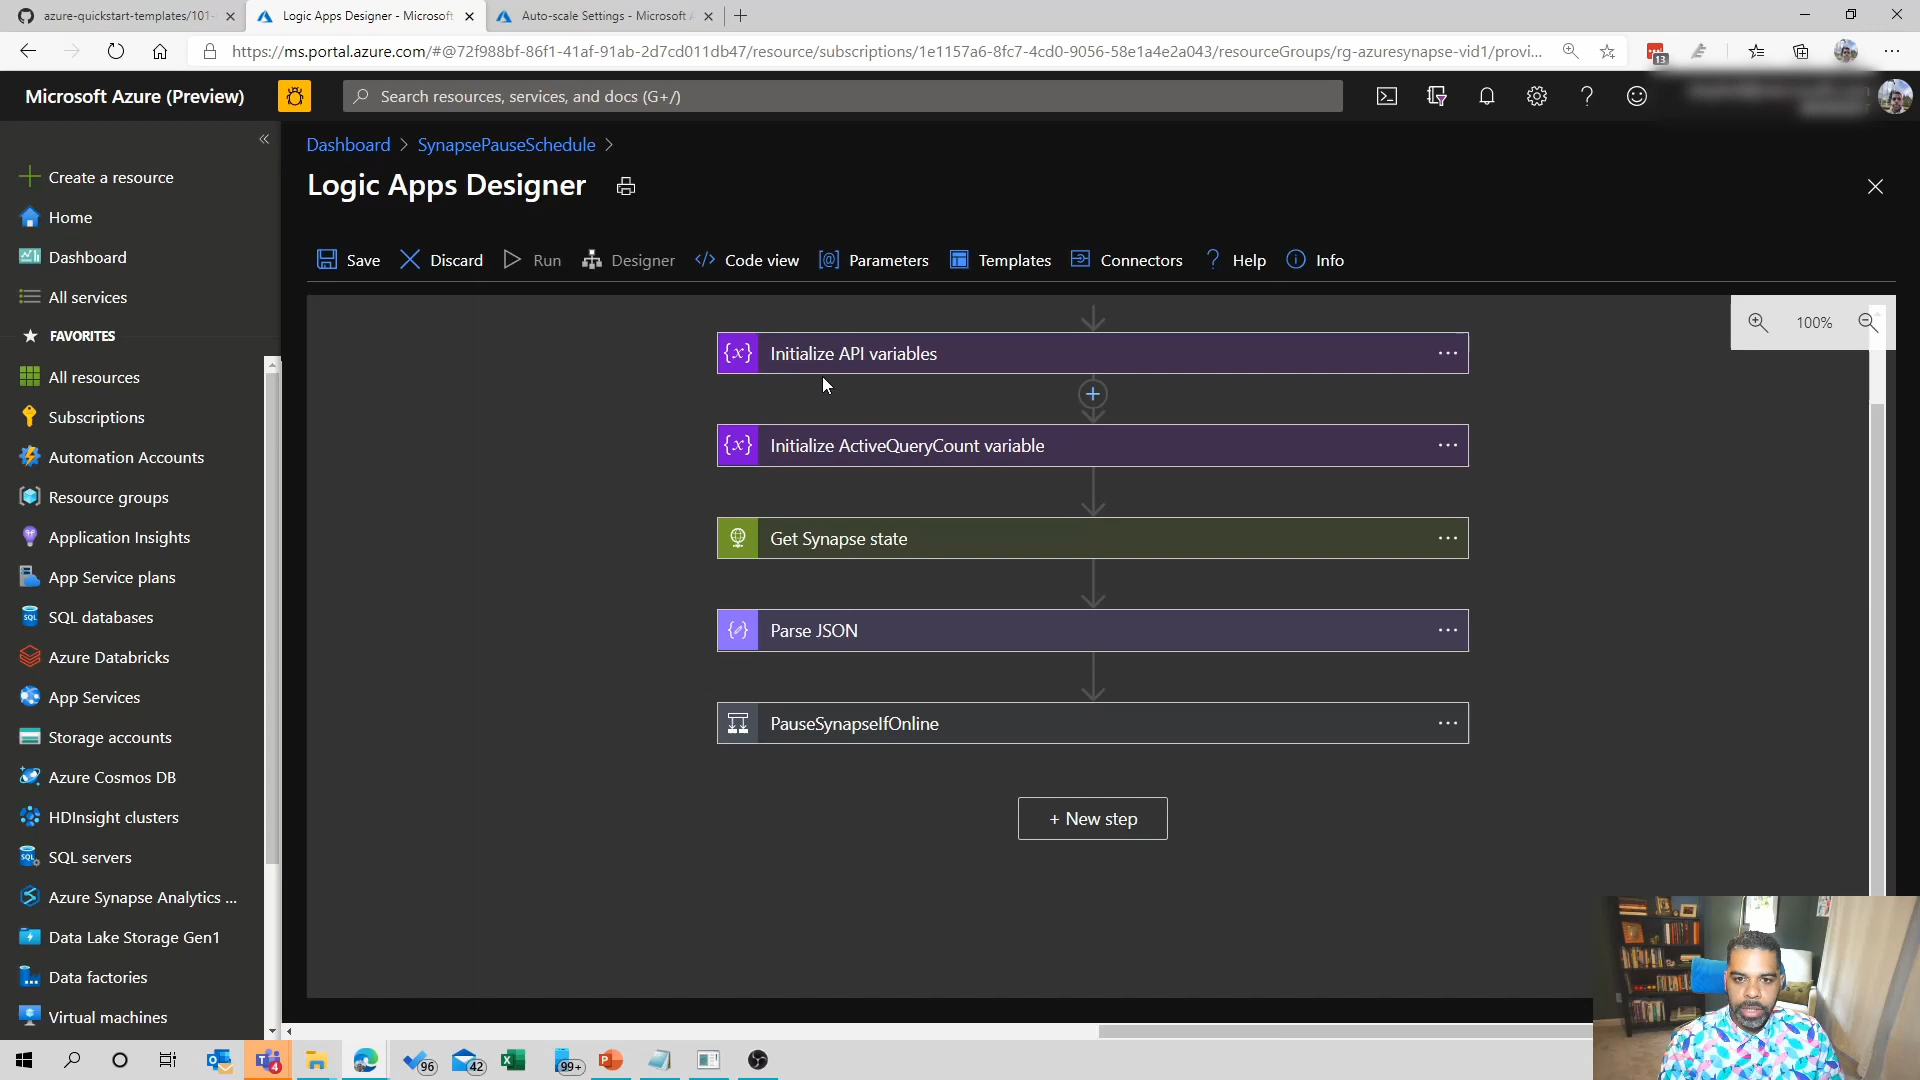 azure-quickstart-templates/101-
Logic Apps Designer - Microsoft
Auto-scale Settings - Microsoft A
https://ms.portal.azure.com/#@72f988bf-86f1-41af-91ab-2d7cd011db47/resource/subscriptions/1e1157a6-8fc7-4cd0-9056-58e1a4e2a043/resourceGroups/rg-azuresynapse-vid1/provi...
13
Microsoft Azure (Preview)
Search resources, services, and docs (G+/)
Dashboard > SynapsePauseSchedule >
Logic Apps Designer
Save
Discard
Run
Designer
Code view
Parameters
Templates
Connectors
Help
Info
Create a resource
Home
Dashboard
All services
FAVORITES
All resources
Subscriptions
Automation Accounts
Resource groups
Application Insights
App Service plans
SQL databases
Azure Databricks
App Services
Storage accounts
Azure Cosmos DB
HDInsight clusters
SQL servers
Azure Synapse Analytics ...
Data Lake Storage Gen1
Data factories
Virtual machines
100%
Initialize API variables
Initialize ActiveQueryCount variable
Get Synapse state
Parse JSON
PauseSynapseIfOnline
+ New step
4
96
42
99+